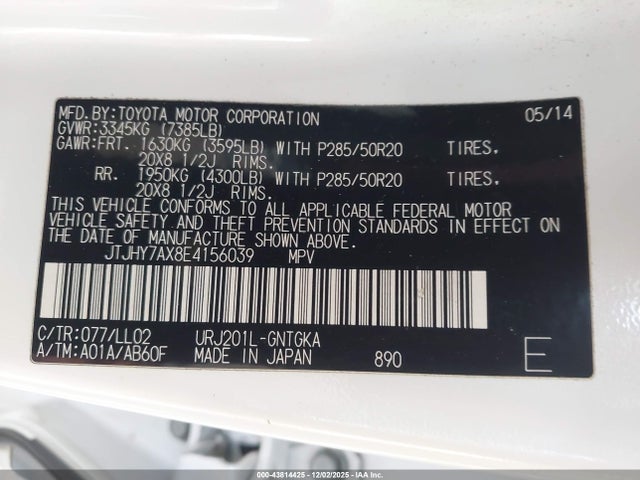 MFD.BY:TOYOTA MOTOR CORPORATION 05/14
GVWR:3345KG (7385LB)
GAWR:FRT. 1630KG (3595LB) WITH P285/50R20 TIRES,
20X8 1/2J RIMS.
RR. 1950KG (4300LB) WITH P285/50R20 TIRES,
20X8 1/2J RIMS.
THIS VEHICLE CONFORMS TO ALL APPLICABLE FEDERAL MOTOR
VEHICLE SAFETY AND THEFT PREVENTION STANDARDS IN EFFECT ON
THE DATE OF MANUFACTURE SHOWN ABOVE.
JTJHY7AX8E4156039 MPV
C/TR:077/LL02 URJ201L-GNTGKA
A/TM:A01A/AB60F MADE IN JAPAN 890 E
000-43814425 - 12/02/2025 - IAA Inc.